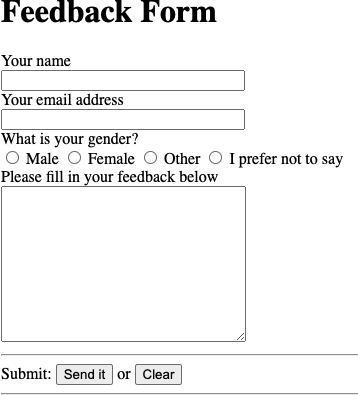 Feedback Form
Your name
Your email address
What is your gender?
Male Female Other I prefer not to say
Please fill in your feedback below
Submit: Send it or Clear